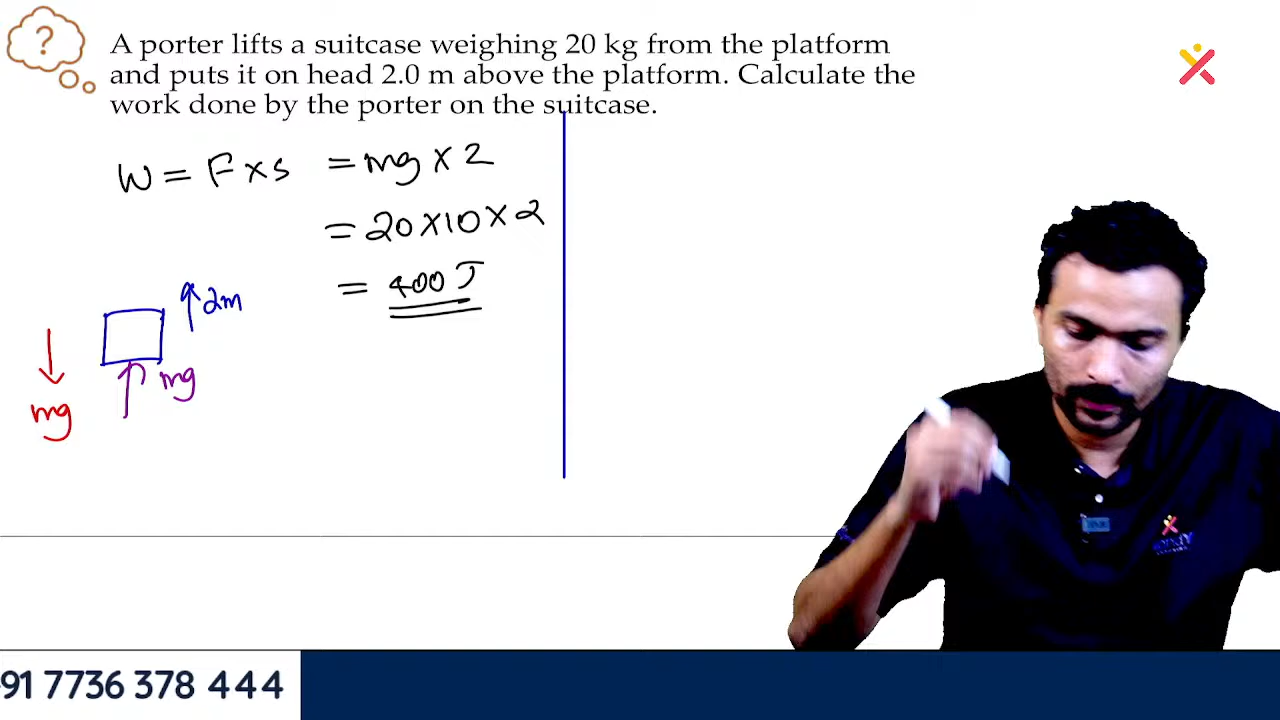 ?
A porter lifts a suitcase weighing 20 kg from the platform
and puts it on head 2.0 m above the platform. Calculate the
work done by the porter on the suitcase.
W = F × s = mg × 2
= 20 × 10 × 2
= 400 J
2m
mg
mg
91 7736 378 444